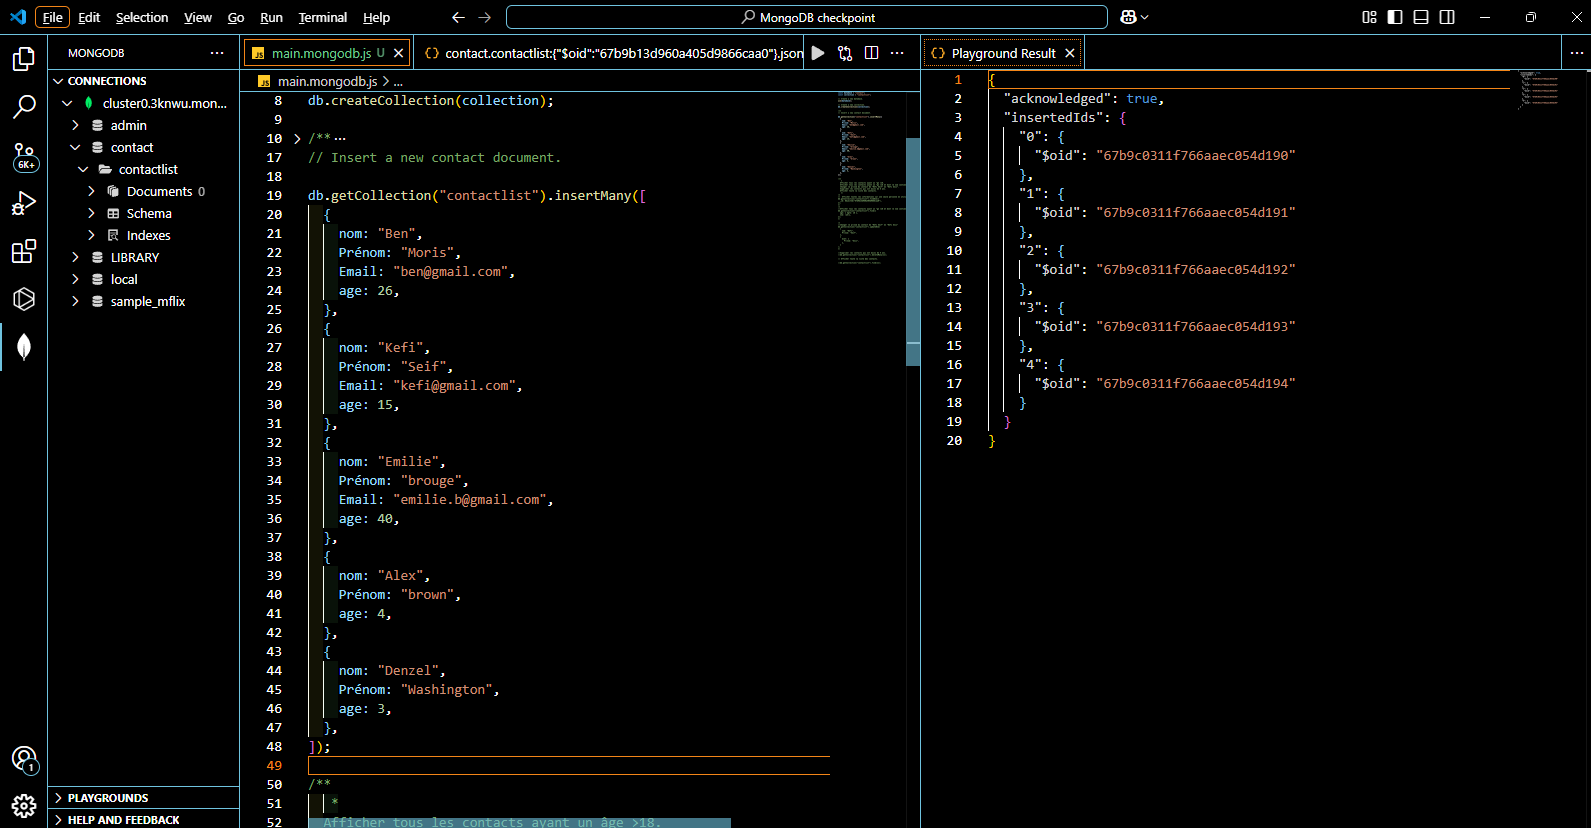 File Edit Selection View Go Run Terminal Help
MongoDB checkpoint
MONGODB
CONNECTIONS
cluster0.3knwu.mon...
admin
contact
contactlist
Documents 0
Schema
Indexes
LIBRARY
local
sample_mflix
PLAYGROUNDS
HELP AND FEEDBACK
6K+
1
JS main.mongodb.js U
{} contact.contactlist:{"$oid":"67b9b13d960a405d9866caa0"}.json
JS main.mongodb.js > ...
8 db.createCollection(collection);
9
10 /** ...
17 // Insert a new contact document.
18
19 db.getCollection("contactlist").insertMany([
20 {
21 nom: "Ben",
22 Prénom: "Moris",
23 Email: "ben@gmail.com",
24 age: 26,
25 },
26 {
27 nom: "Kefi",
28 Prénom: "Seif",
29 Email: "kefi@gmail.com",
30 age: 15,
31 },
32 {
33 nom: "Emilie",
34 Prénom: "brouge",
35 Email: "emilie.b@gmail.com",
36 age: 40,
37 },
38 {
39 nom: "Alex",
40 Prénom: "brown",
41 age: 4,
42 },
43 {
44 nom: "Denzel",
45 Prénom: "Washington",
46 age: 3,
47 },
48 ]);
49
50 /**
51 *
52 Afficher tous les contacts ayant un âge >18.
{} Playground Result
1 {
2 "acknowledged": true,
3 "insertedIds": {
4 "0": {
5 "$oid": "67b9c0311f766aaec054d190"
6 },
7 "1": {
8 "$oid": "67b9c0311f766aaec054d191"
9 },
10 "2": {
11 "$oid": "67b9c0311f766aaec054d192"
12 },
13 "3": {
14 "$oid": "67b9c0311f766aaec054d193"
15 },
16 "4": {
17 "$oid": "67b9c0311f766aaec054d194"
18 }
19 }
20 }